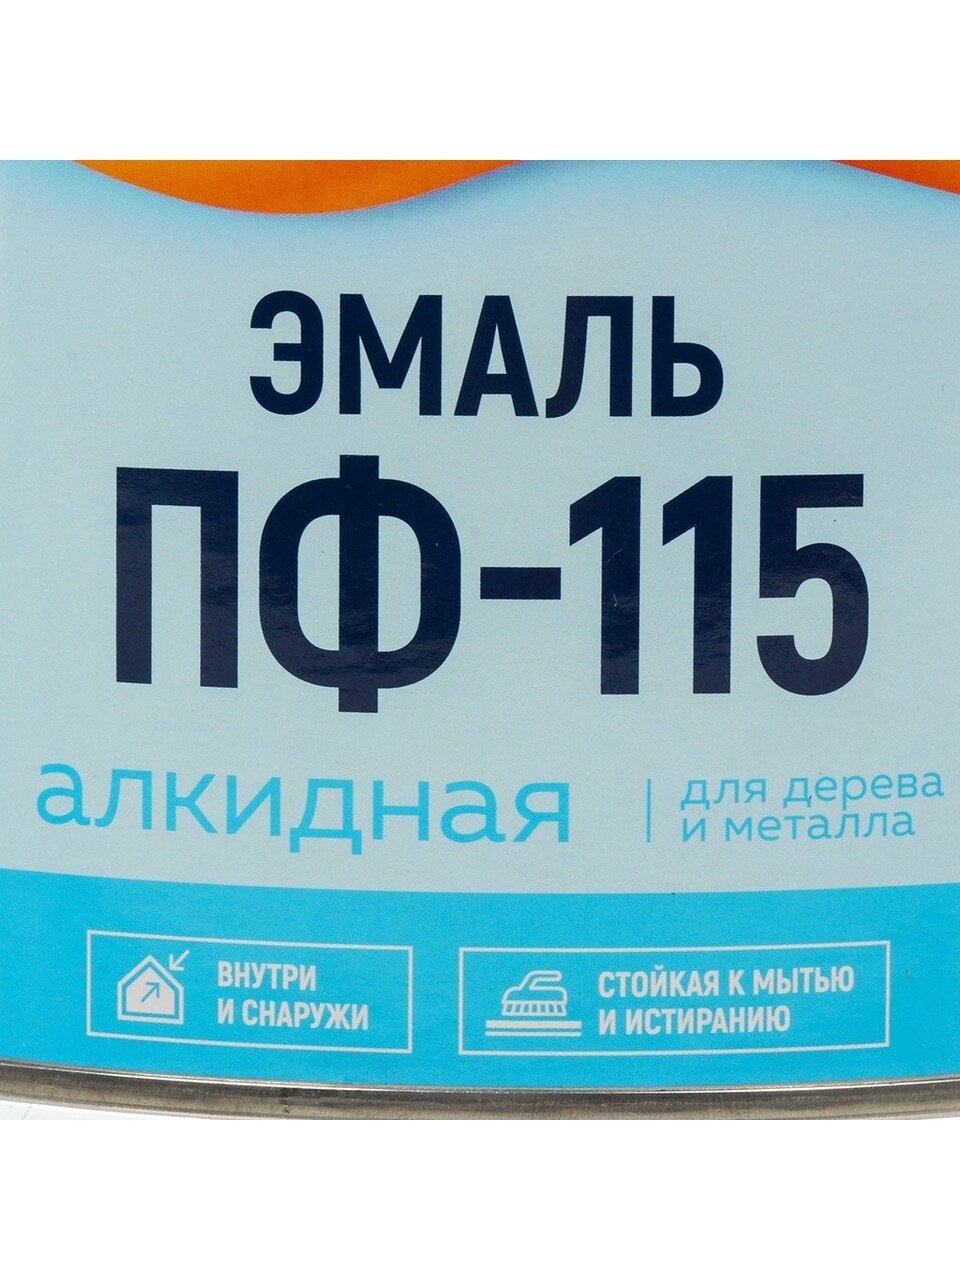 ЭМАЛЬ
ПФ-115
алкидная
для дерева
и металла
ВНУТРИ
И СНАРУЖИ
СТОЙКАЯ К МЫТЬЮ
И ИСТИРАНИЮ